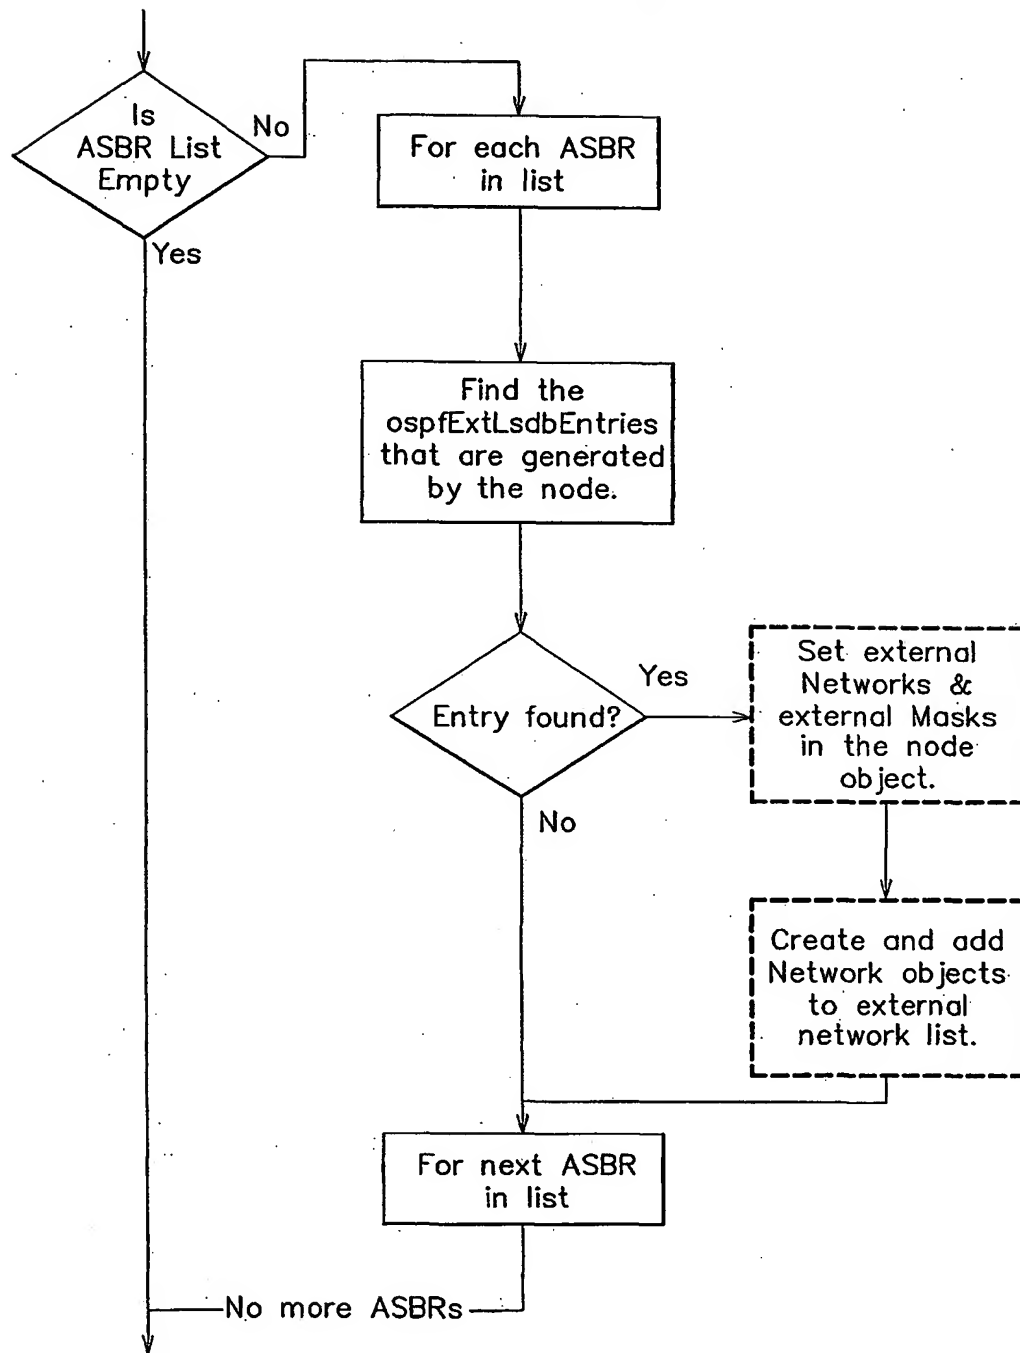 Is
ASBR List
Empty
No
Yes
For each ASBR
in list
Find the
ospfExtLsdbEntries
that are generated
by the node.
Entry found?
Yes
No
Set external
Networks &
external Masks
in the node
object.
Create and add
Network objects
to external
network list.
For next ASBR
in list
No more ASBRs